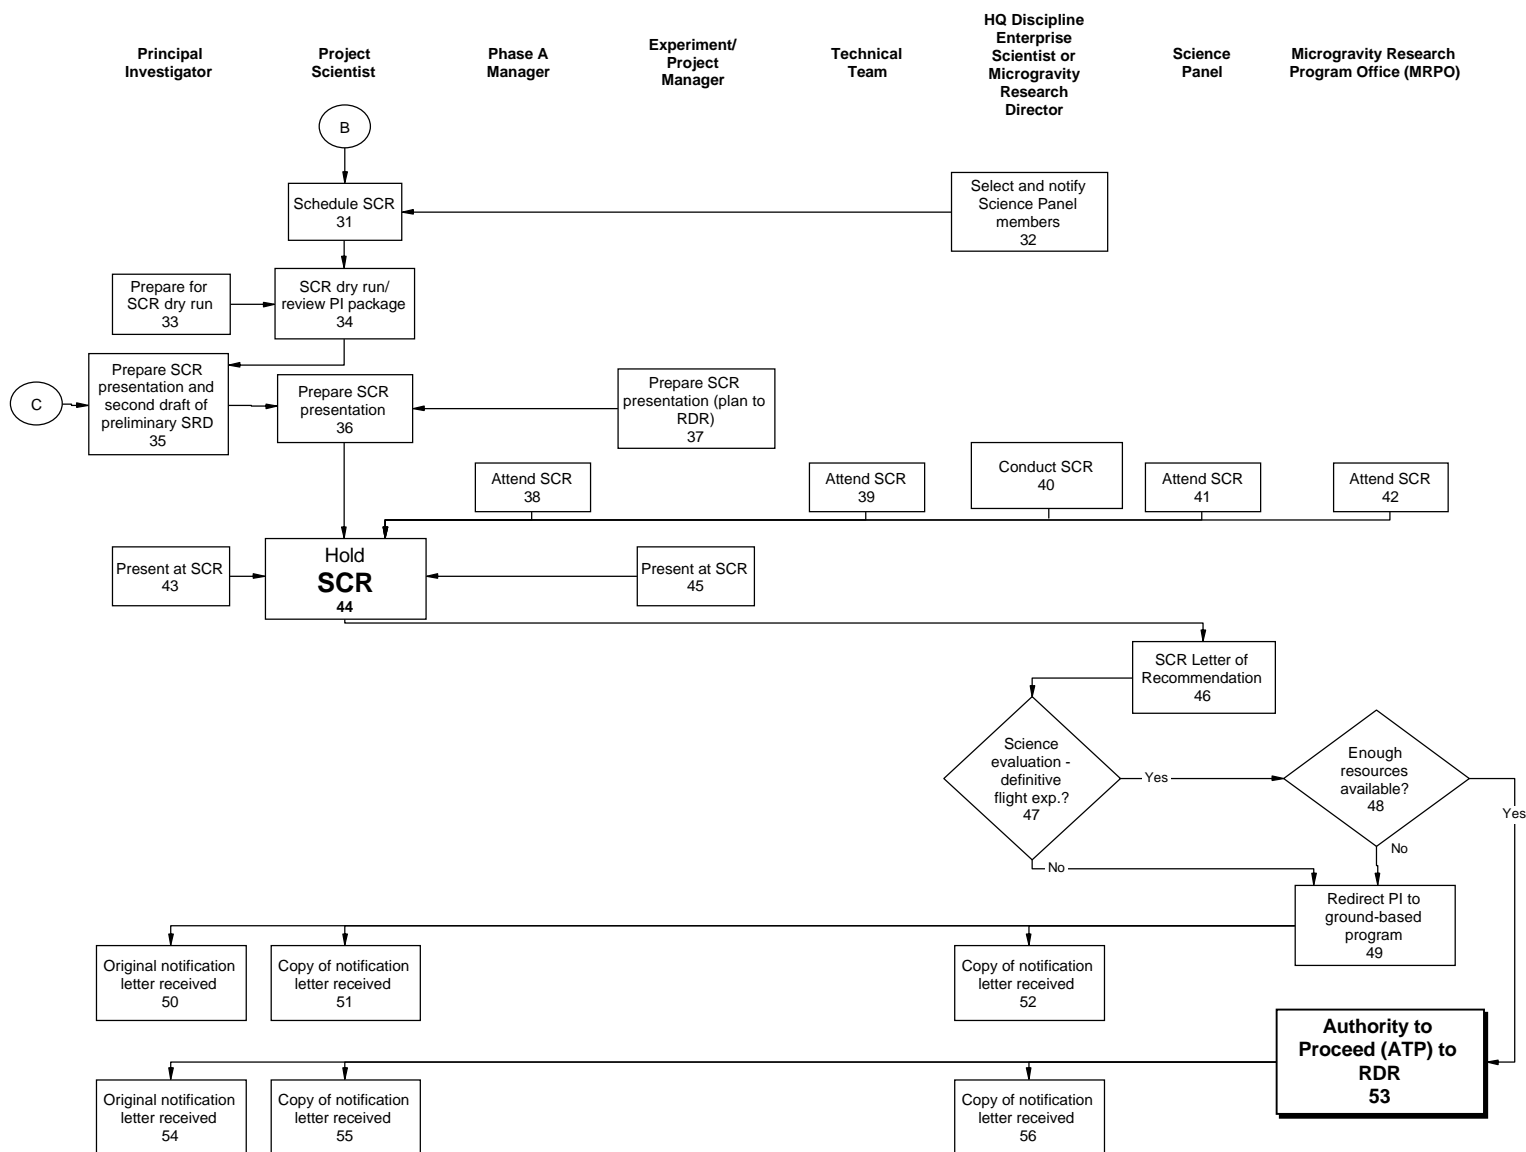 Principal
Investigator
Project
Scientist
Phase A
Manager
Experiment/
Project
Manager
Technical
Team
HQ Discipline
Enterprise
Scientist or
Microgravity
Research
Director
Science
Panel
Microgravity Research
Program Office (MRPO)
B
Schedule SCR
31
Select and notify
Science Panel
members
32
Prepare for
SCR dry run
33
SCR dry run/
review PI package
34
C
Prepare SCR
presentation and
second draft of
preliminary SRD
35
Prepare SCR
presentation
36
Prepare SCR
presentation (plan to
RDR)
37
Attend SCR
38
Attend SCR
39
Conduct SCR
40
Attend SCR
41
Attend SCR
42
Present at SCR
43
Hold
SCR
44
Present at SCR
45
SCR Letter of
Recommendation
46
Science
evaluation -
definitive
flight exp.?
47
Yes
No
Enough
resources
available?
48
Yes
No
Redirect PI to
ground-based
program
49
Original notification
letter received
50
Copy of notification
letter received
51
Copy of notification
letter received
52
Authority to
Proceed (ATP) to
RDR
53
Original notification
letter received
54
Copy of notification
letter received
55
Copy of notification
letter received
56